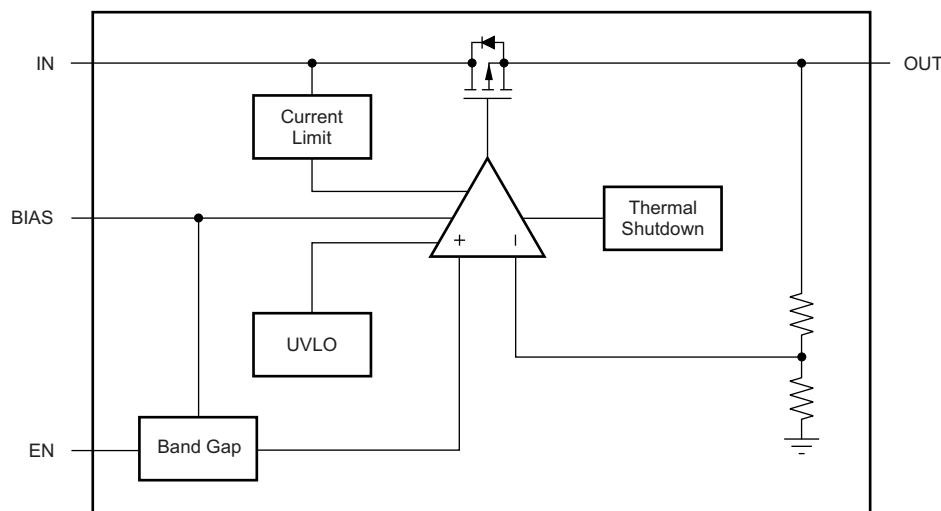 IN
OUT
Current
Limit
BIAS
Thermal
Shutdown
+
–
UVLO
EN
Band Gap